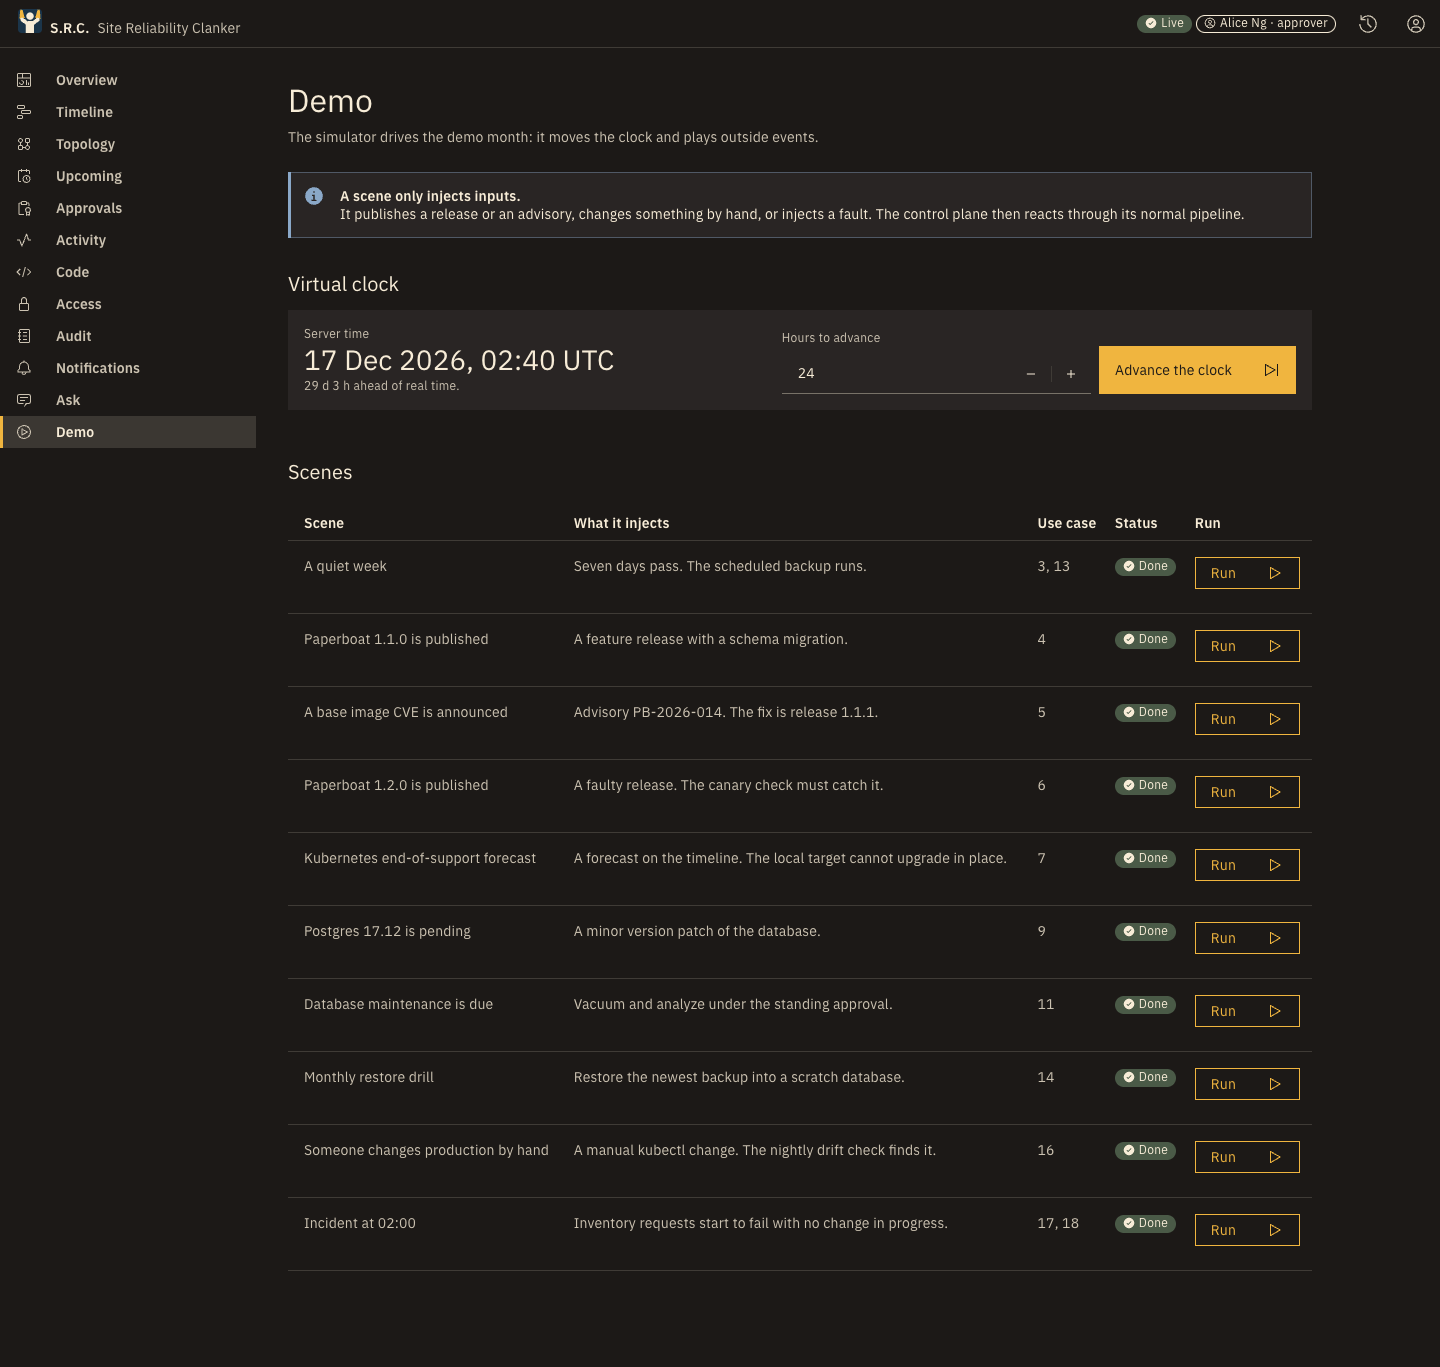 S.R.C. Site Reliability Clanker
Live
Alice Ng · approver
Overview
Timeline
Topology
Upcoming
Approvals
Activity
Code
Access
Audit
Notifications
Ask
Demo
Demo
The simulator drives the demo month: it moves the clock and plays outside events.
A scene only injects inputs.
It publishes a release or an advisory, changes something by hand, or injects a fault. The control plane then reacts through its normal pipeline.
Virtual clock
Server time
17 Dec 2026, 02:40 UTC
29 d 3 h ahead of real time.
Hours to advance
24
Advance the clock
Scenes
Scene What it injects Use case Status Run
A quiet week Seven days pass. The scheduled backup runs. 3, 13 Done Run
Paperboat 1.1.0 is published A feature release with a schema migration. 4 Done Run
A base image CVE is announced Advisory PB-2026-014. The fix is release 1.1.1. 5 Done Run
Paperboat 1.2.0 is published A faulty release. The canary check must catch it. 6 Done Run
Kubernetes end-of-support forecast A forecast on the timeline. The local target cannot upgrade in place. 7 Done Run
Postgres 17.12 is pending A minor version patch of the database. 9 Done Run
Database maintenance is due Vacuum and analyze under the standing approval. 11 Done Run
Monthly restore drill Restore the newest backup into a scratch database. 14 Done Run
Someone changes production by hand A manual kubectl change. The nightly drift check finds it. 16 Done Run
Incident at 02:00 Inventory requests start to fail with no change in progress. 17, 18 Done Run